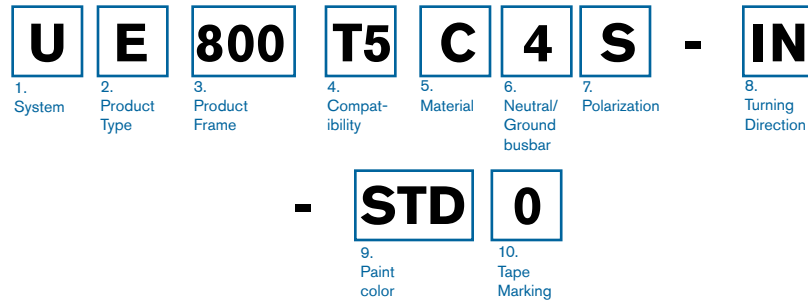 U E 800 T5 C 4 S - IN
1. System
2. Product Type
3. Product Frame
4. Compat-ibility
5. Material
6. Neutral/ Ground busbar
7. Polarization
8. Turning Direction
- STD 0
9. Paint color
10. Tape Marking